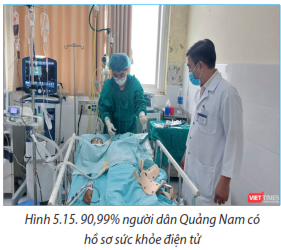 VIETTIMES
Hình 5.15. 90,99% người dân Quảng Nam có
hồ sơ sức khỏe điện tử